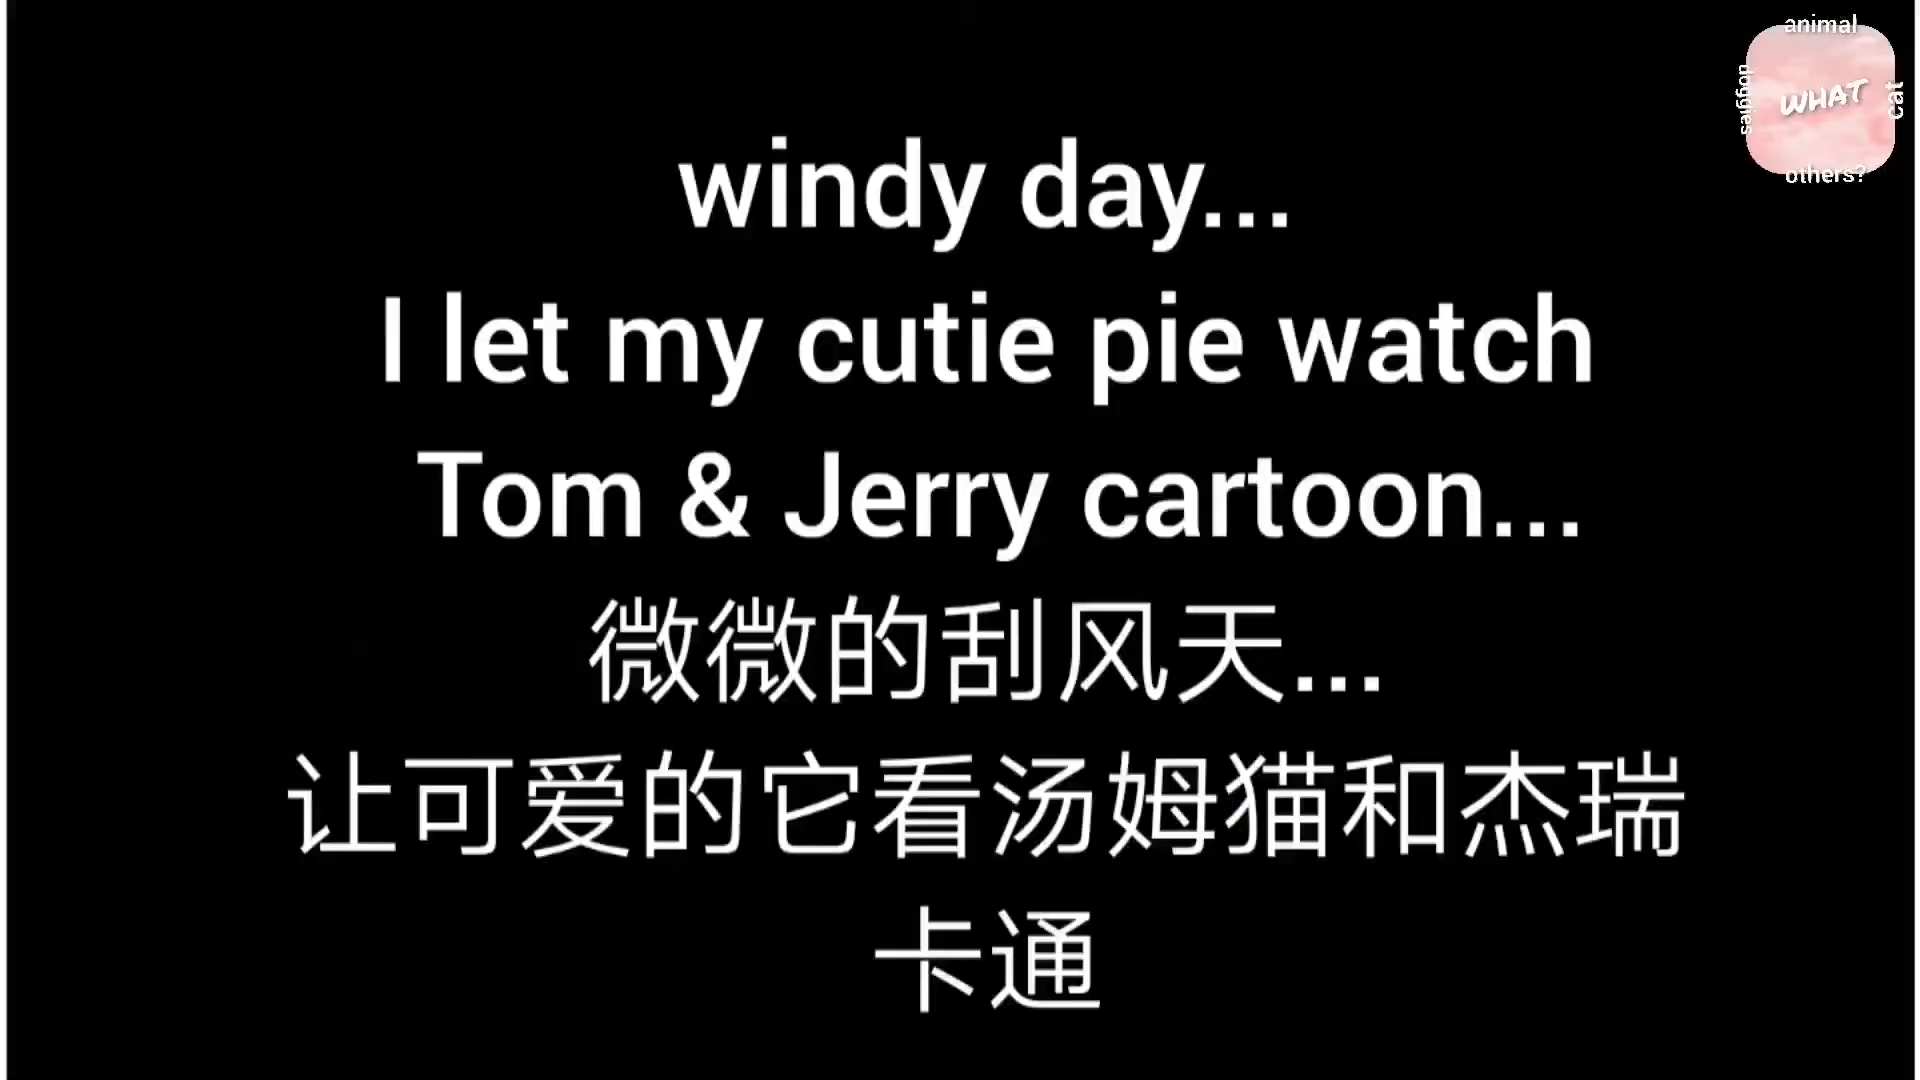 windy day...
I let my cutie pie watch
Tom & Jerry cartoon...
微微的刮风天...
让可爱的它看汤姆猫和杰瑞
卡通
animal
doggies
WHAT
cat
others?